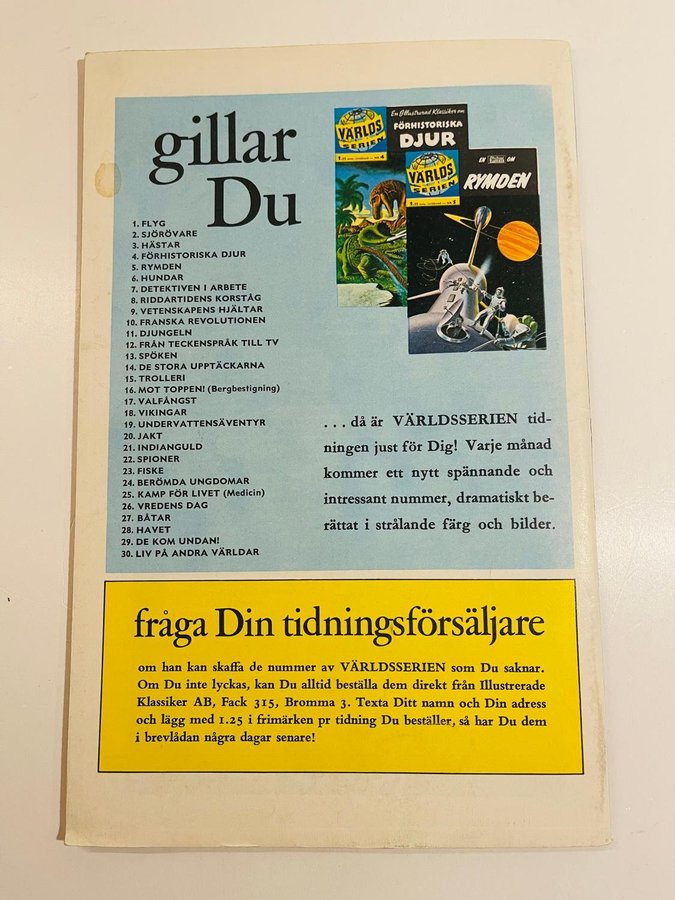 gillar
Du
1. FLYG
2. SJÖRÖVARE
3. HÄSTAR
4. FÖRHISTORISKA DJUR
5. RYMDEN
6. HUNDAR
7. DETEKTIVEN I ARBETE
8. RIDDARTIDENS KORSTÅG
9. VETENSKAPENS HJÄLTAR
10. FRANSKA REVOLUTIONEN
11. DJUNGELN
12. FRÅN TECKENSPRÅK TILL TV
13. SPÖKEN
14. DE STORA UPPTÄCKARNA
15. TROLLERI
16. MOT TOPPEN! (Bergbestigning)
17. VALFÅNGST
18. VIKINGAR
19. UNDERVATTENSÄVENTYR
20. JAKT
21. INDIANGULD
22. SPIONER
23. FISKE
24. BERÖMDA UNGDOMAR
25. KAMP FÖR LIVET (Medicin)
26. VREDENS DAG
27. BÅTAR
28. HAVET
29. DE KOM UNDAN!
30. LIV PÅ ANDRA VÄRLDAR
VÄRLDS
SERIEN
En Illustrerad Klassiker om
FÖRHISTORISKA
DJUR
VÄRLDS
SERIEN
EN OM
RYMDEN
. . . då är VÄRLDSSERIEN tid-
ningen just för Dig! Varje månad
kommer ett nytt spännande och
intressant nummer, dramatiskt be-
rättat i strålande färg och bilder.
fråga Din tidningsförsäljare
om han kan skaffa de nummer av VÄRLDSSERIEN som Du saknar.
Om Du inte lyckas, kan Du alltid beställa dem direkt från Illustrerade
Klassiker AB, Fack 315, Bromma 3. Texta Ditt namn och Din adress
och lägg med 1.25 i frimärken pr tidning Du beställer, så har Du dem
i brevlådan några dagar senare!